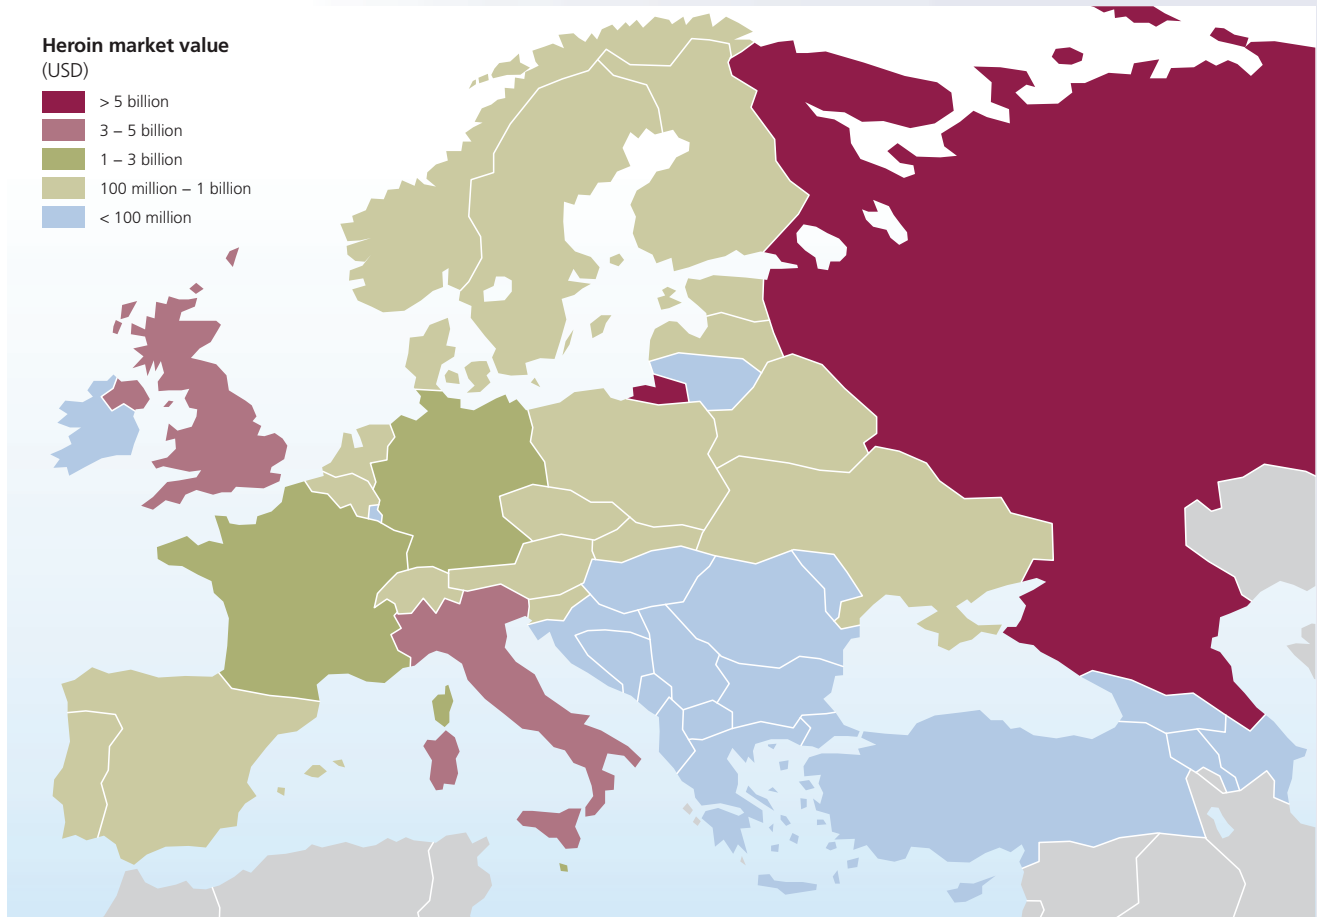 Heroin market value
(USD)
> 5 billion
3 – 5 billion
1 – 3 billion
100 million – 1 billion
< 100 million